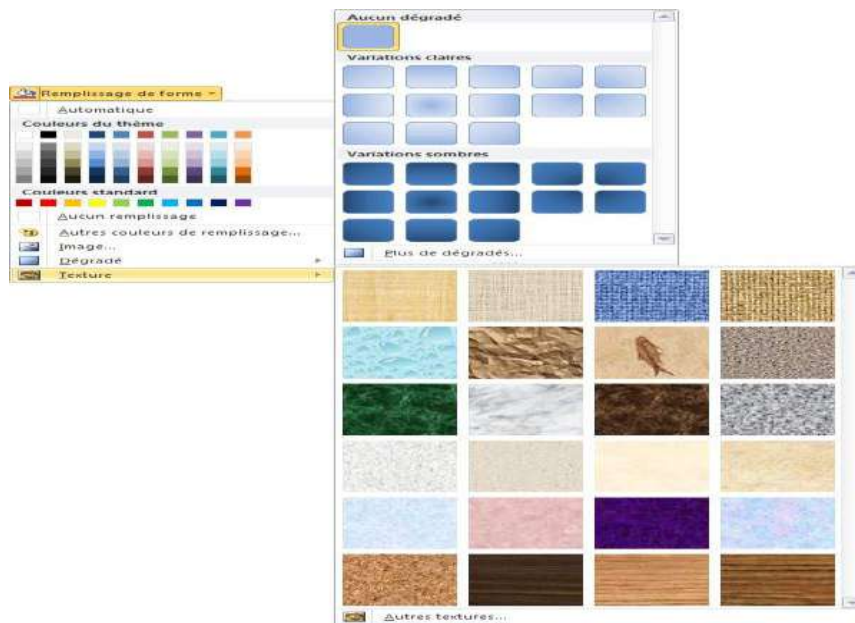 Remplissage de forme
Automatique
Couleurs du thème
Couleurs standard
Aucun remplissage
Autres couleurs de remplissage...
Image...
Dégradé
Texture
Aucun dégradé
Variations claires
Variations sombres
Plus de dégradés...
Autres textures...